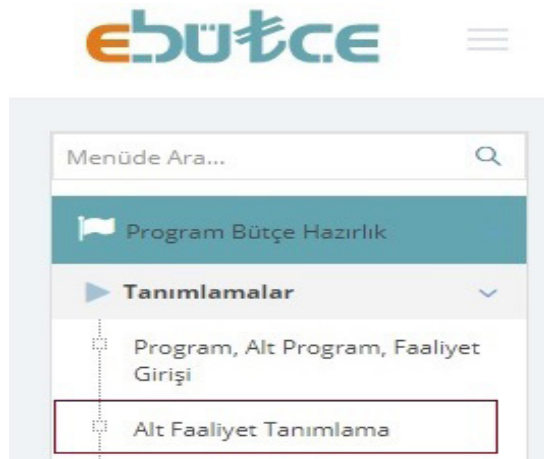 ebütçe
Menüde Ara...
Program Bütçe Hazırlık
Tanımlamalar
Program, Alt Program, Faaliyet
Girişi
Alt Faaliyet Tanımlama